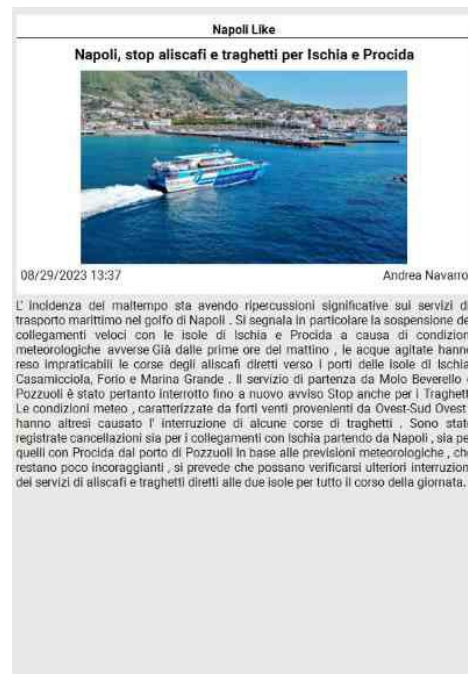 Napoli Like
Napoli, stop aliscafi e traghetti per Ischia e Procida
08/29/2023 13:37
Andrea Navarro
L' incidenza del maltempo sta avendo ripercussioni significative sui servizi d
trasporto marittimo nel golfo di Napoli . Si segnala in particolare la sospensione de
collegamenti veloci con le isole di Ischia e Procida a causa di condizion
meteorologiche avverse Già dalle prime ore del mattino , le acque agitate hanno
reso impraticabili le corse degli aliscafi diretti verso i porti delle isole di Ischia
Casamicciola, Forio e Marina Grande . Il servizio di partenza da Molo Beverello e
Pozzuoli è stato pertanto interrotto fino a nuovo avviso Stop anche per i Traghett
Le condizioni meteo , caratterizzate da forti venti provenienti da Ovest-Sud Ovest
hanno altresì causato l' interruzione di alcune corse di traghetti . Sono state
registrate cancellazioni sia per i collegamenti con Ischia partendo da Napoli , sia pe
quelli con Procida dal porto di Pozzuoli In base alle previsioni meteorologiche , che
restano poco incoraggianti , si prevede che possano verificarsi ulteriori interruzion
dei servizi di aliscafi e traghetti diretti alle due isole per tutto il corso della giornata.